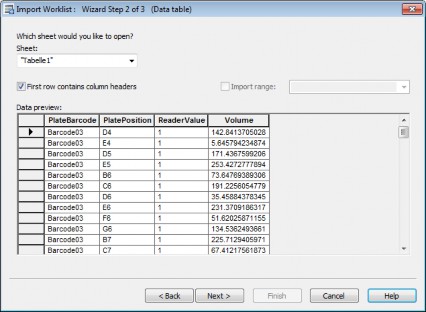 Import Worklist : Wizard Step 2 of 3 (Data table)
Which sheet would you like to open?
Sheet:
"Tabelle1"
First row contains column headers
Import range:
Data preview:
PlateBarcode PlatePosition ReaderValue Volume
Barcode03 D4 1 142.8413705028
Barcode03 E4 1 5.645794234874
Barcode03 D5 1 171.4367599206
Barcode03 E5 1 253.4272777894
Barcode03 B6 1 73.64769389306
Barcode03 C6 1 191.2256054779
Barcode03 D6 1 35.45884378345
Barcode03 E6 1 231.3709186317
Barcode03 F6 1 51.62025871155
Barcode03 G6 1 134.5362493661
Barcode03 B7 1 225.7129405971
Barcode03 C7 1 67.41217561873
< Back Next > Finish Cancel Help